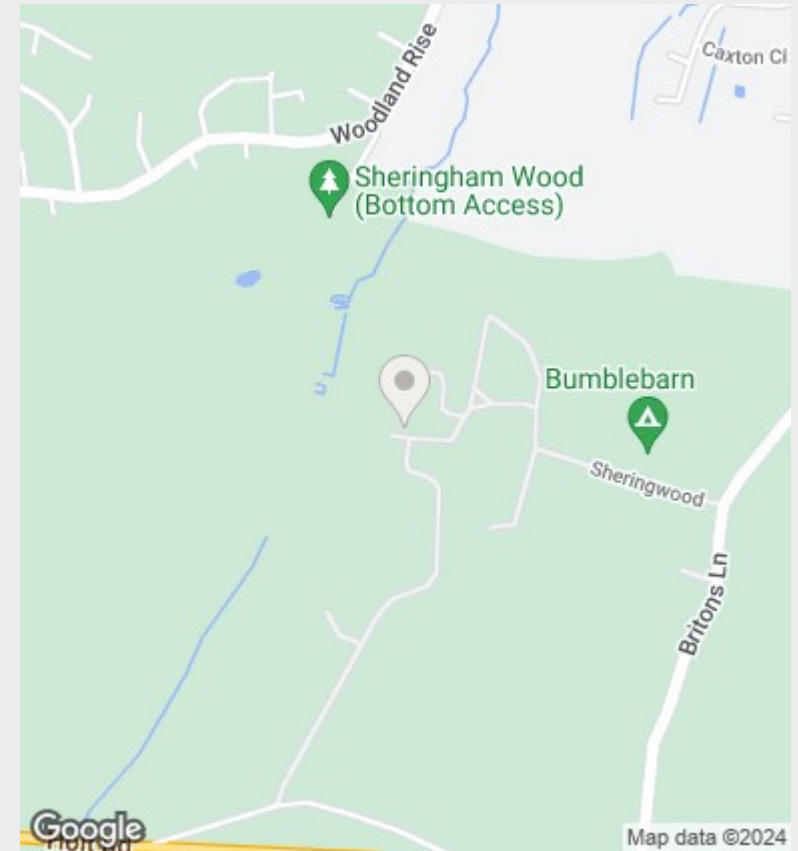 Woodland Rise
Caxton Cl
Sheringham Wood
(Bottom Access)
Bumblebarn
Sheringwood
Britons Ln
Google
Map data ©2024